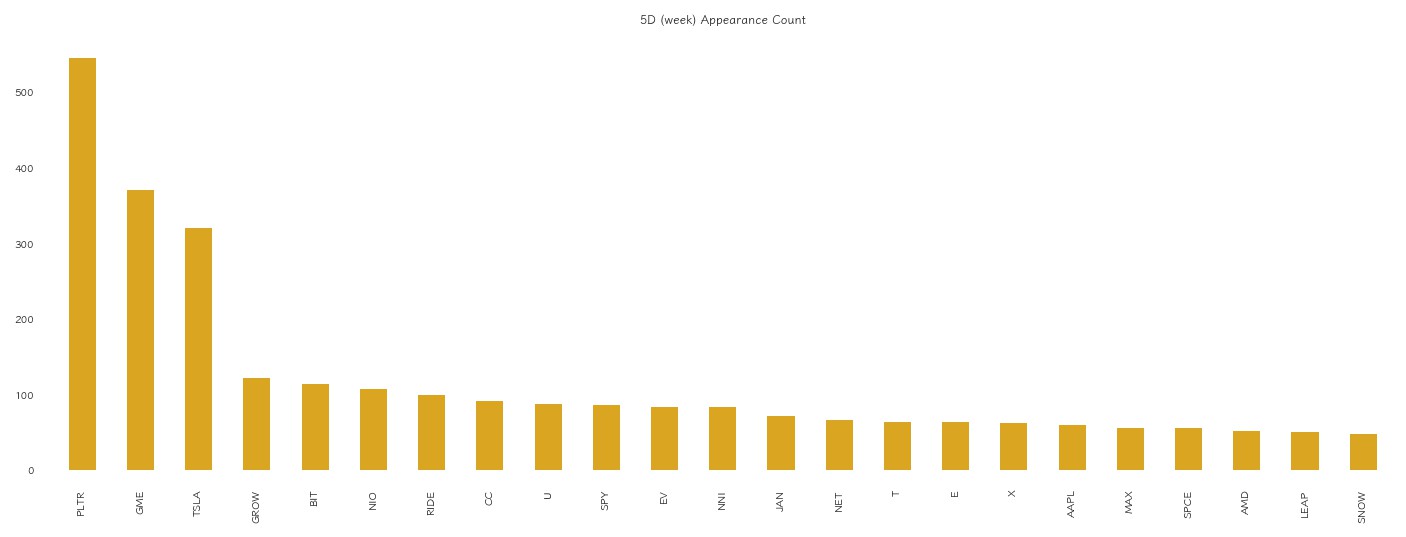 5D (week) Appearance Count
500
400
300
200
100
0
PLTR
GME
TSLA
GROW
BIT
NIO
RIDE
CC
U
SPY
EV
NNI
JAN
NET
T
E
X
AAPL
MAX
SPCE
AMD
LEAP
SNOW